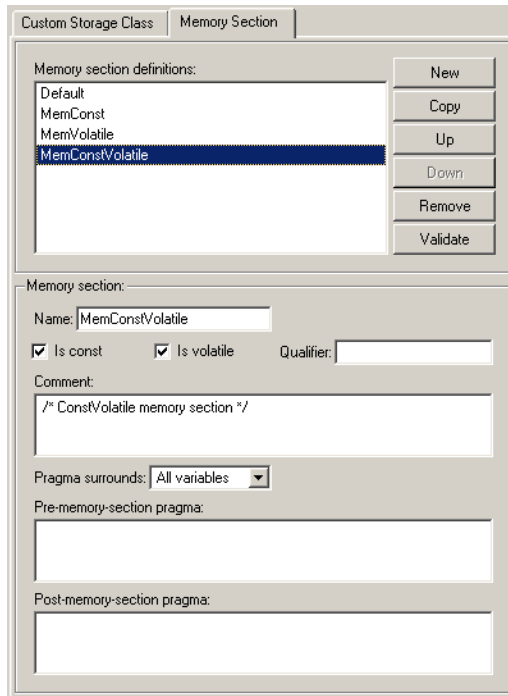 Custom Storage Class Memory Section
Memory section definitions:
New
Default
Copy
MemConst
MemVolatile
Up
MemConstVolatile
Down
Remove
Validate
Memory section:
Name: MemConstVolatile
Is const Is volatile Qualifier:
Comment:
/* ConstVolatile memory section */
Pragma surrounds: All variables
Pre-memory-section pragma:
Post-memory-section pragma: